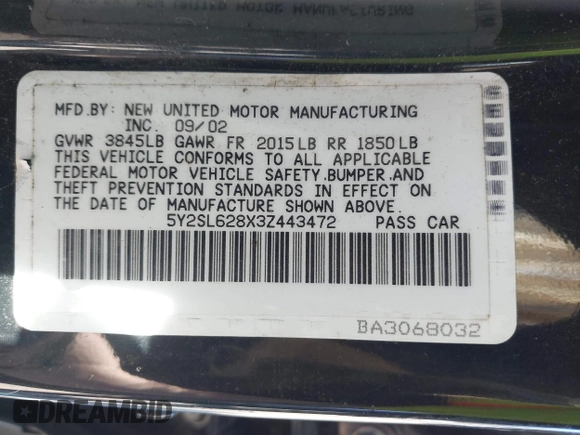 MFD.BY: NEW UNITED MOTOR MANUFACTURING
INC. 09/02
GVWR 3845LB GAWR FR 2015LB RR 1850LB
THIS VEHICLE CONFORMS TO ALL APPLICABLE
FEDERAL MOTOR VEHICLE SAFETY.BUMPER.AND
THEFT PREVENTION STANDARDS IN EFFECT ON
THE DATE OF MANUFACTURE SHOWN ABOVE.
5Y2SL628X3Z443472 PASS CAR
BA3068032
DREAMBID